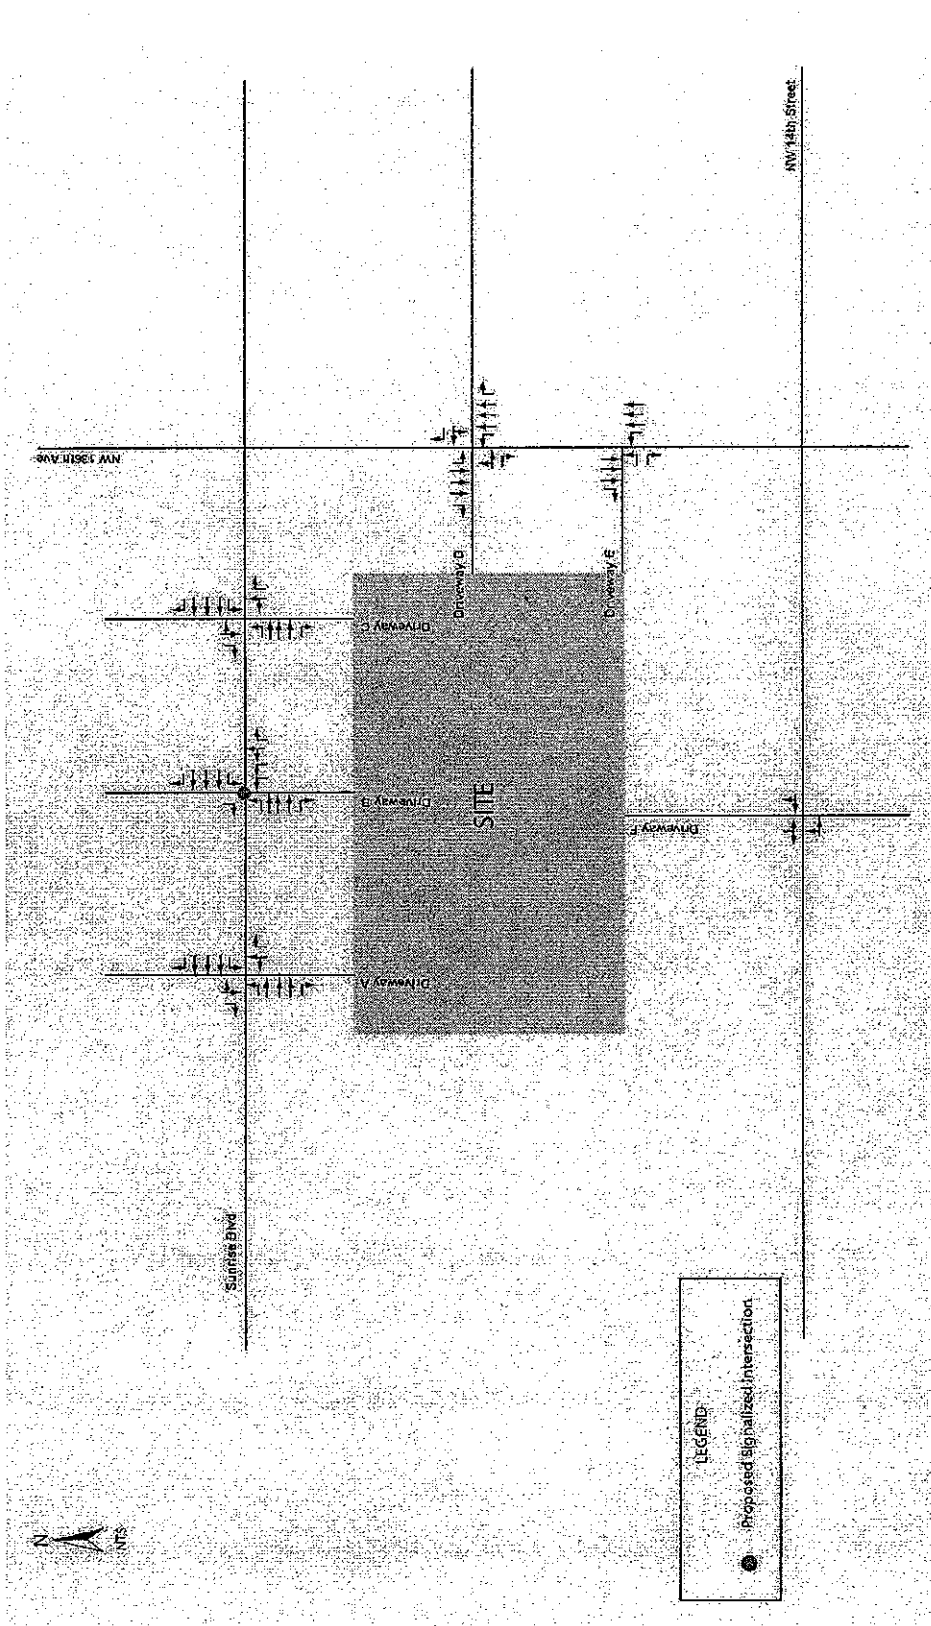 N
NTS
Sunrise Blvd
Driveway A
Driveway B
Driveway C
NW 136th Ave
SITE
Driveway D
Driveway E
Driveway F
NW 14th Street
LEGEND
Proposed Signalized Intersection